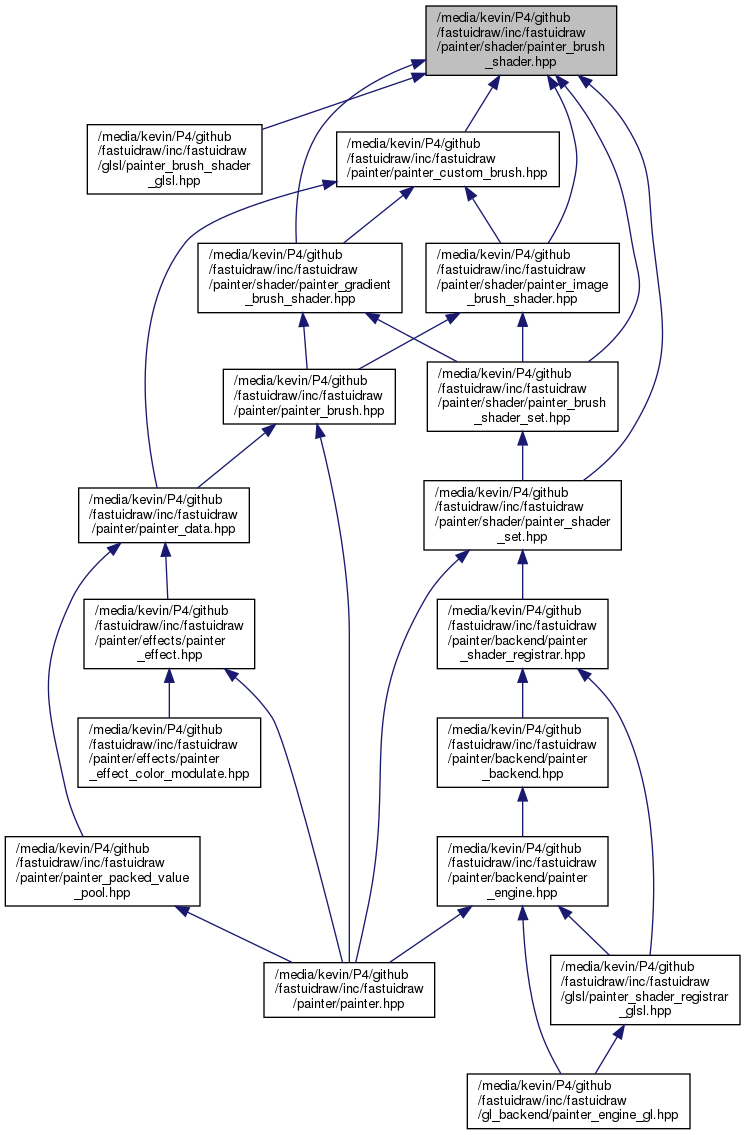 /media/kevin/P4/github
/fastuidraw/inc/fastuidraw
/painter/shader/painter_brush
_shader.hpp
/media/kevin/P4/github
/fastuidraw/inc/fastuidraw
/glsl/painter_brush_shader
_glsl.hpp
/media/kevin/P4/github
/fastuidraw/inc/fastuidraw
/painter/painter_custom_brush.hpp
/media/kevin/P4/github
/fastuidraw/inc/fastuidraw
/painter/shader/painter_gradient
_brush_shader.hpp
/media/kevin/P4/github
/fastuidraw/inc/fastuidraw
/painter/shader/painter_image
_brush_shader.hpp
/media/kevin/P4/github
/fastuidraw/inc/fastuidraw
/painter/painter_brush.hpp
/media/kevin/P4/github
/fastuidraw/inc/fastuidraw
/painter/shader/painter_brush
_shader_set.hpp
/media/kevin/P4/github
/fastuidraw/inc/fastuidraw
/painter/painter_data.hpp
/media/kevin/P4/github
/fastuidraw/inc/fastuidraw
/painter/shader/painter_shader
_set.hpp
/media/kevin/P4/github
/fastuidraw/inc/fastuidraw
/painter/effects/painter
_effect.hpp
/media/kevin/P4/github
/fastuidraw/inc/fastuidraw
/painter/backend/painter
_shader_registrar.hpp
/media/kevin/P4/github
/fastuidraw/inc/fastuidraw
/painter/effects/painter
_effect_color_modulate.hpp
/media/kevin/P4/github
/fastuidraw/inc/fastuidraw
/painter/backend/painter
_backend.hpp
/media/kevin/P4/github
/fastuidraw/inc/fastuidraw
/painter/painter_packed_value
_pool.hpp
/media/kevin/P4/github
/fastuidraw/inc/fastuidraw
/painter/backend/painter
_engine.hpp
/media/kevin/P4/github
/fastuidraw/inc/fastuidraw
/painter/painter.hpp
/media/kevin/P4/github
/fastuidraw/inc/fastuidraw
/glsl/painter_shader_registrar
_glsl.hpp
/media/kevin/P4/github
/fastuidraw/inc/fastuidraw
/gl_backend/painter_engine_gl.hpp